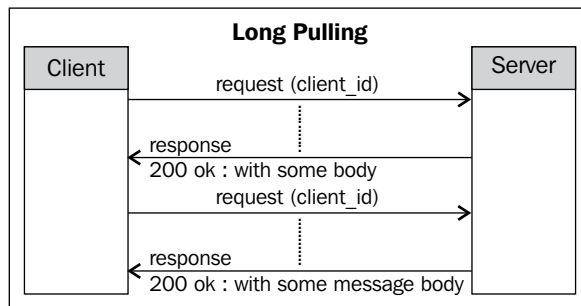 Long Pulling
Client
Server
request (client_id)
response
200 ok : with some body
request (client_id)
response
200 ok : with some message body